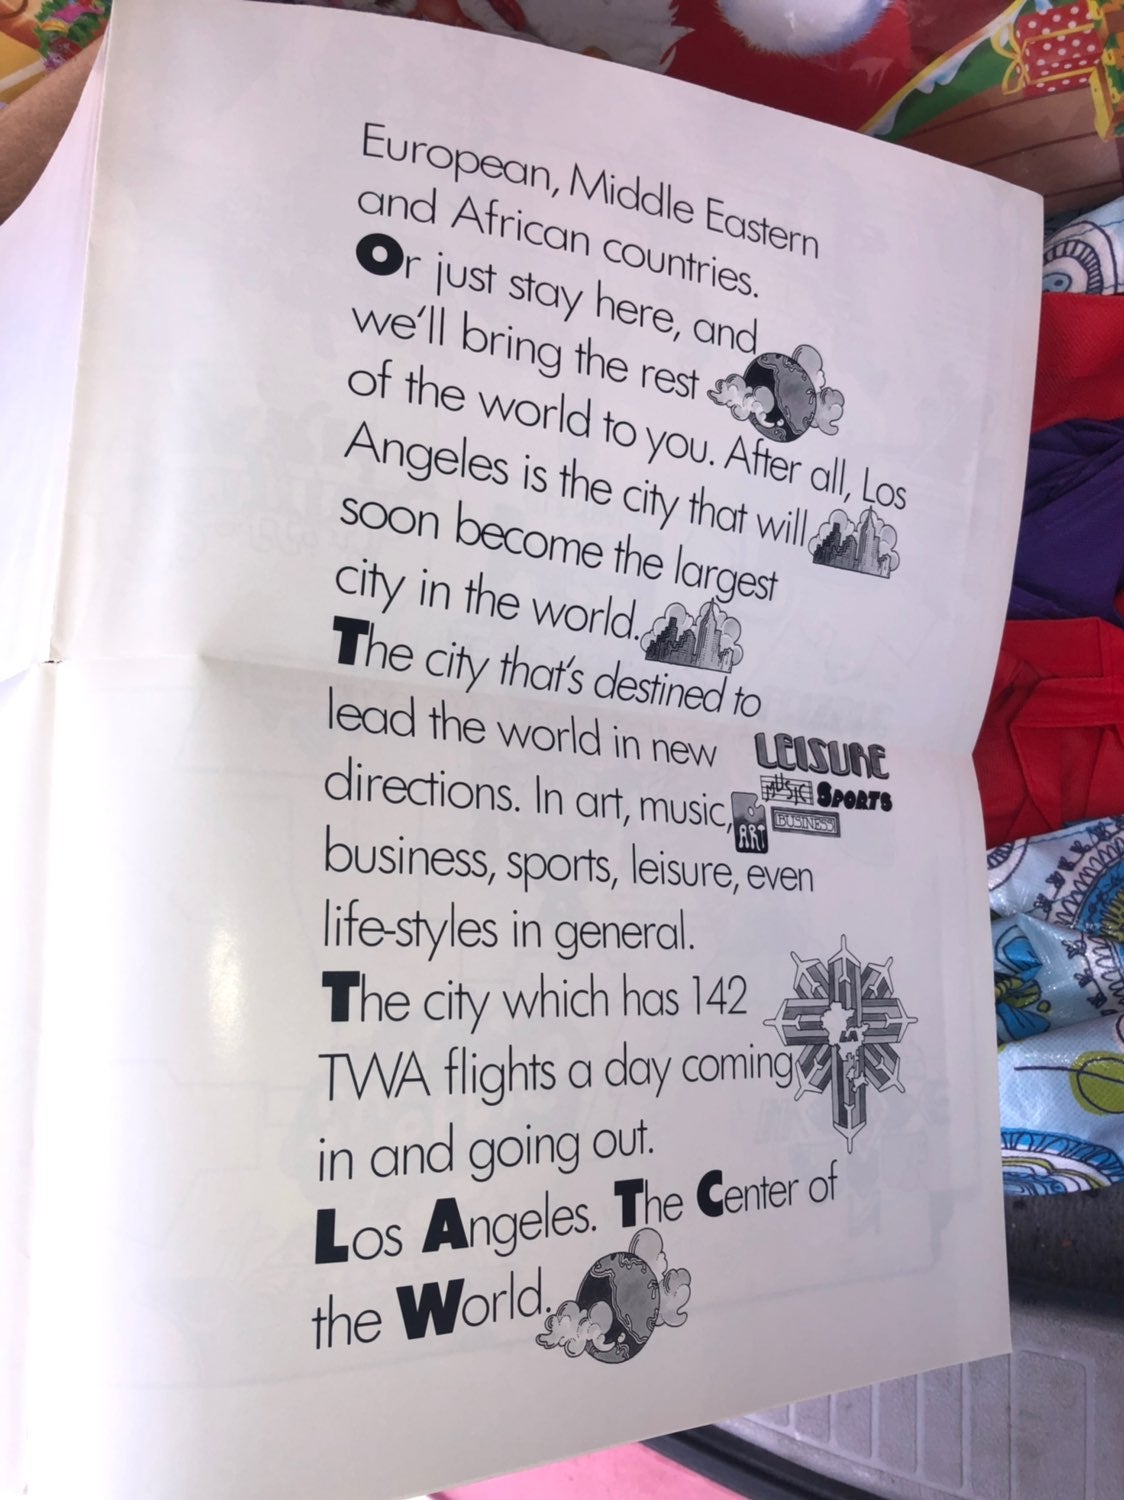 European, Middle Eastern
and African countries.
Or just stay here, and
we'll bring the rest
of the world to you. After all, Los
Angeles is the city that will
soon become the largest
city in the world.
The city that's destined to
lead the world in new
directions. In art, music,
LEISURE
MUSIC SPORTS
ART BUSINESS
business, sports, leisure, even
life-styles in general.
The city which has 142
LA
TWA flights a day coming
in and going out.
Los Angeles. The Center of
the World.